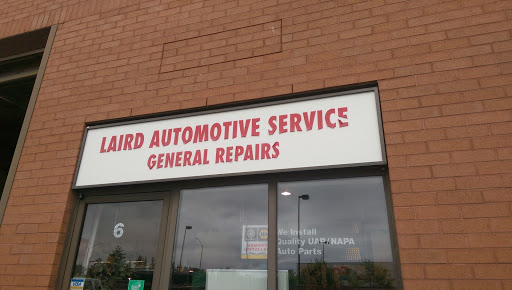 LAIRD AUTOMOTIVE SERVICE
GENERAL REPAIRS
6
We Install
Quality UAP/NAPA
Auto Parts